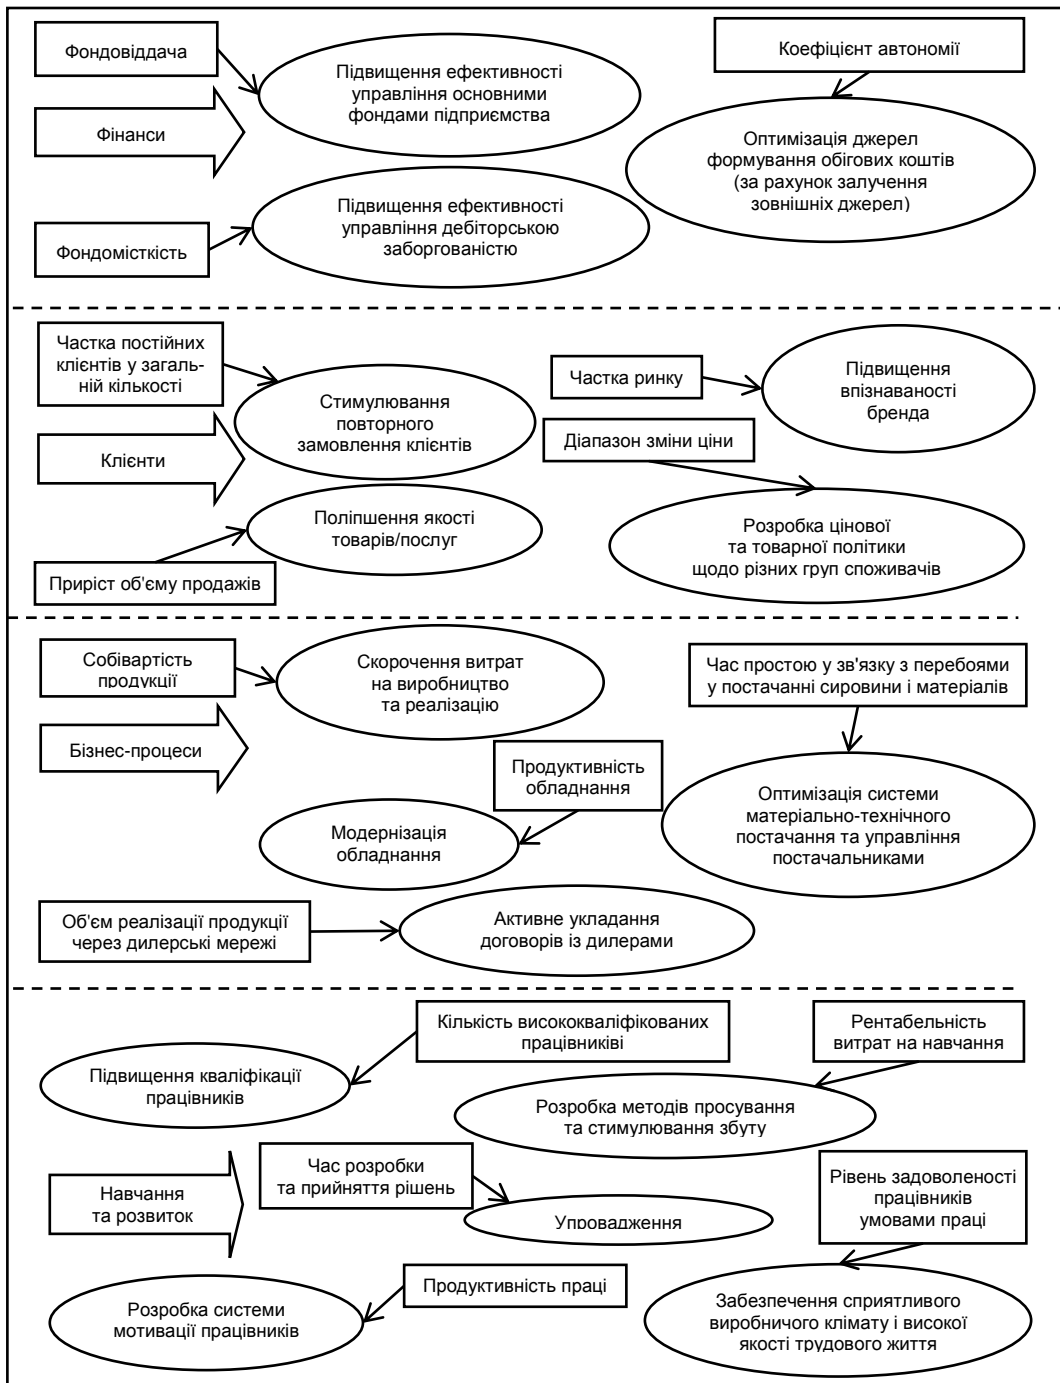 Фондовіддача
Підвищення ефективності
управління основними
фондами підприємства
Коефіцієнт автономії
Фінанси
Оптимізація джерел
формування обігових коштів
(за рахунок залучення
зовнішніх джерел)
Підвищення ефективності
управління дебіторською
заборгованістю
Фондомісткість
Частка постійних
клієнтів у загаль-
ній кількості
Стимулювання
повторного
замовлення клієнтів
Частка ринку
Підвищення
впізнаваності
бренда
Діапазон зміни ціни
Клієнти
Поліпшення якості
товарів/послуг
Розробка цінової
та товарної політики
щодо різних груп споживачів
Приріст об'єму продажів
Собівартість
продукції
Скорочення витрат
на виробництво
та реалізацію
Час простою у зв'язку з перебоями
у постачанні сировини і матеріалів
Бізнес-процеси
Продуктивність
обладнання
Модернізація
обладнання
Оптимізація системи
матеріально-технічного
постачання та управління
постачальниками
Об'єм реалізації продукції
через дилерські мережі
Активне укладання
договорів із дилерами
Кількість висококваліфікованих
працівниківі
Рентабельність
витрат на навчання
Підвищення кваліфікації
працівників
Розробка методів просування
та стимулювання збуту
Навчання
та розвиток
Час розробки
та прийняття рішень
Упровадження
Рівень задоволеності
працівників
умовами праці
Розробка системи
мотивації працівників
Продуктивність праці
Забезпечення сприятливого
виробничого клімату і високої
якості трудового життя